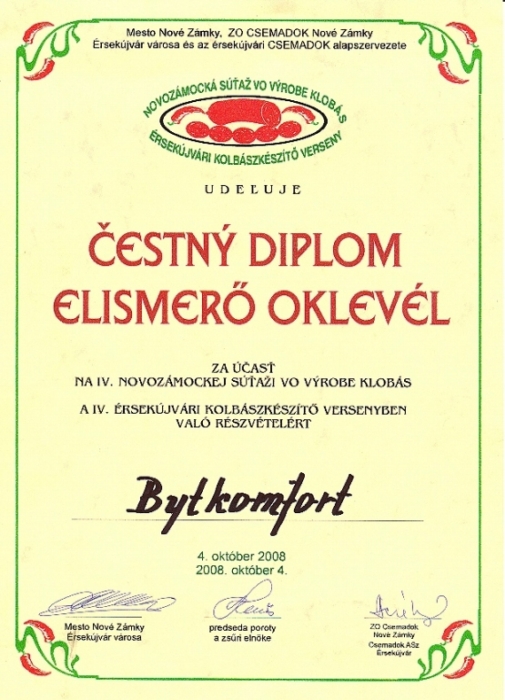 Mesto Nové Zámky, ZO CSEMADOK Nové Zámky
Érsekújvár városa és az érsekújvári CSEMADOK alapszervezete
NOVOZÁMOCKÁ SÚŤAŽ VO VÝROBE KLOBÁS
ÉRSEKÚJVÁRI KOLBÁSZKÉSZÍTŐ VERSENY
UDEĽUJE
ČESTNÝ DIPLOM
ELISMERŐ OKLEVÉL
ZA ÚČASŤ
NA IV. NOVOZÁMOCKEJ SÚŤAŽI VO VÝROBE KLOBÁS
A IV. ÉRSEKÚJVÁRI KOLBÁSZKÉSZÍTŐ VERSENYBEN
VALÓ RÉSZVÉTELÉRT
Bytkomfort
4. október 2008
2008. október 4.
Mesto Nové Zámky
Érsekújvár városa
predseda poroty
a zsűri elnöke
ZO Csemadok
Nové Zámky
Csemadok ASz
Érsekújvár